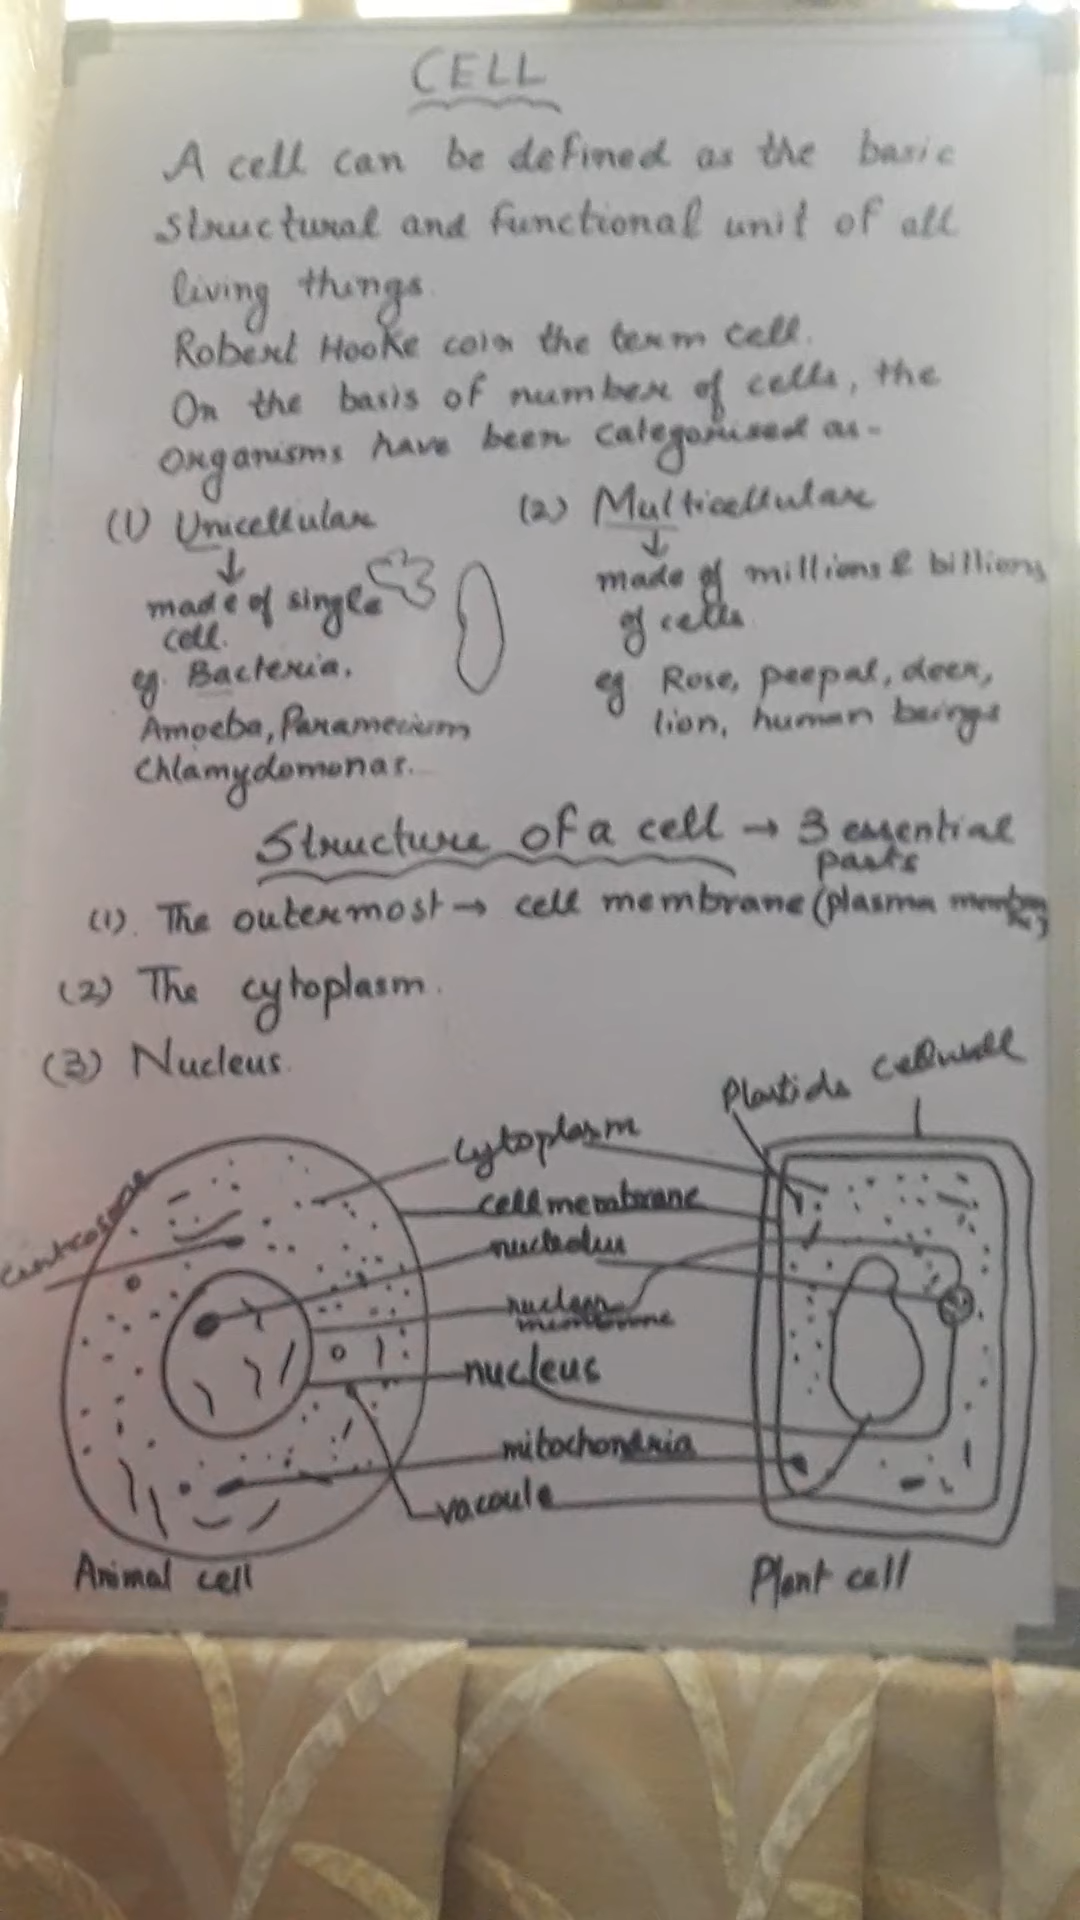 CELL
A cell can be defined as the basic
structural and functional unit of all
living things.
Robert Hooke coin the term cell.
On the basis of number of cells, the
organisms have been categorised as-
(1) Unicellular
↓
made of single
cell.
eg. Bacteria,
Amoeba, Paramecium
Chlamydomonas..
(2) Multicellular
↓
made of millions & billions
of cells
eg Rose, peepal, deer,
lion, human beings
Structure of a cell → 3 essential
parts
(1). The outermost → cell membrane (plasma membrane)
(2) The cytoplasm.
(3) Nucleus.
Plastids cellwall
cytoplasm
centrosome
cell membrane
nucleolus
nuclear
membrane
nucleus
mitochondria
vacoule
Animal cell
Plant cell